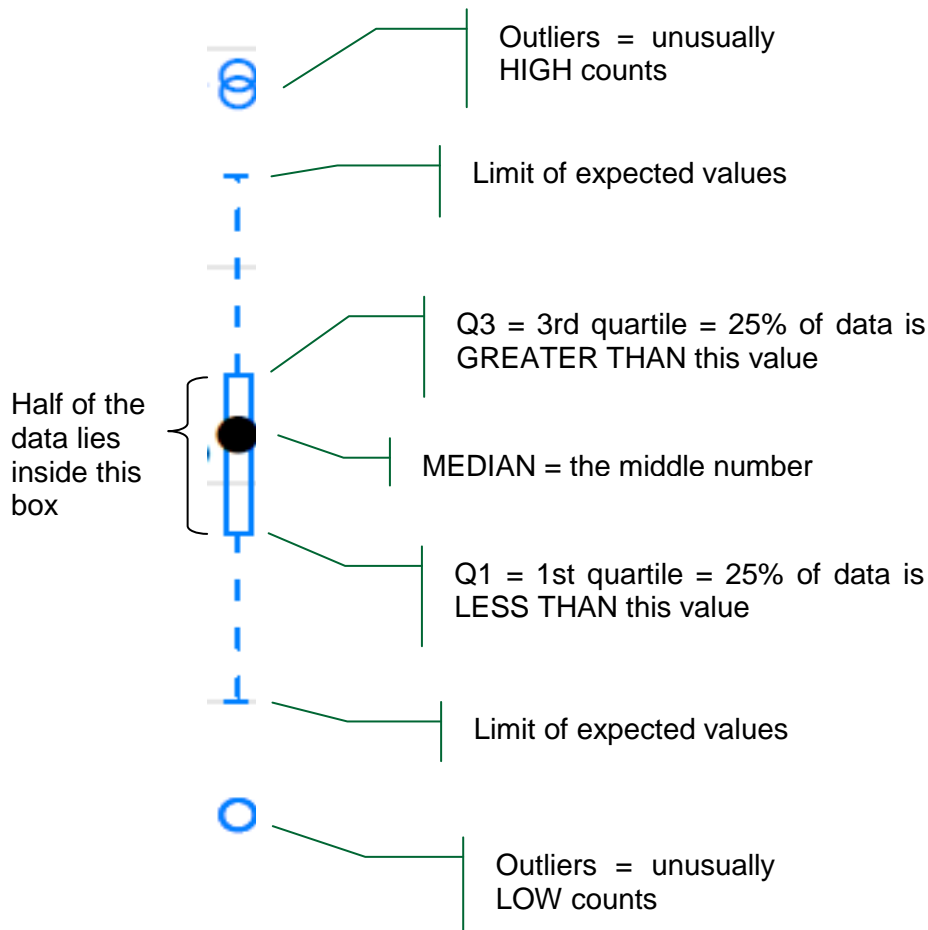 Outliers = unusually
HIGH counts
Limit of expected values
Q3 = 3rd quartile = 25% of data is
GREATER THAN this value
Half of the
data lies
inside this
box
MEDIAN = the middle number
Q1 = 1st quartile = 25% of data is
LESS THAN this value
Limit of expected values
Outliers = unusually
LOW counts